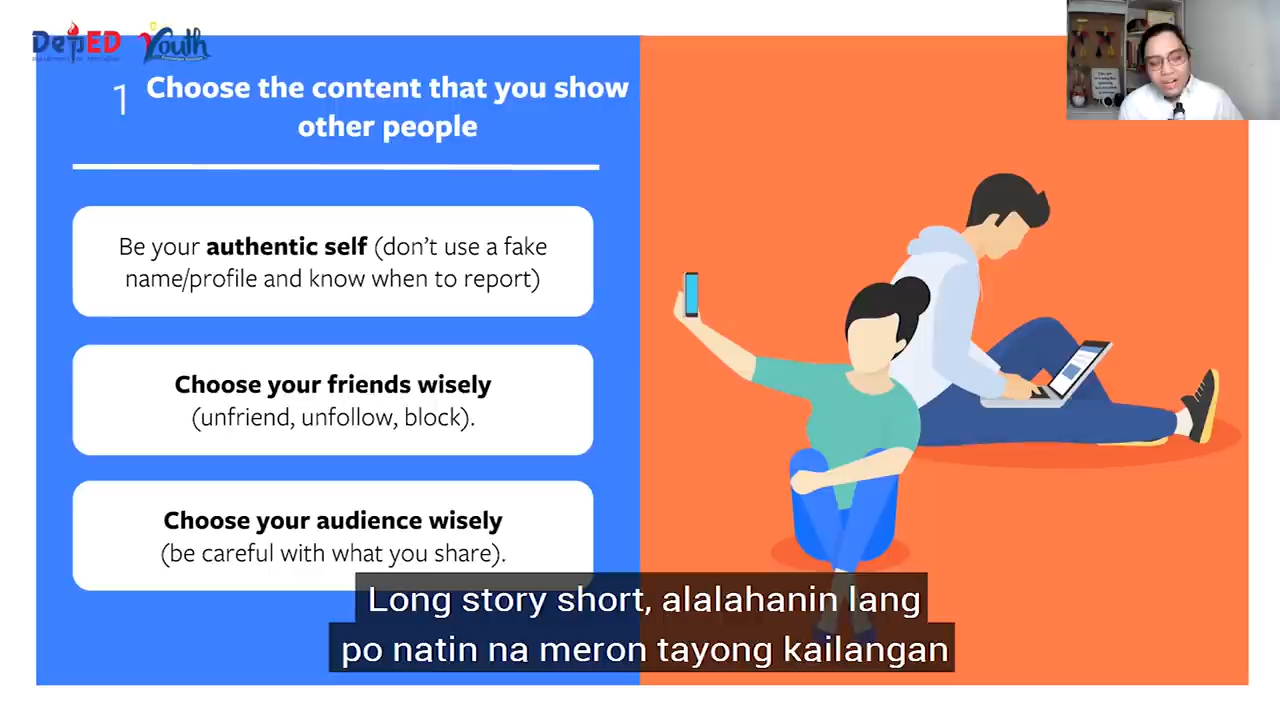 DepED
Youth
1 Choose the content that you show
other people
Be your authentic self (don't use a fake
name/profile and know when to report)
Choose your friends wisely
(unfriend, unfollow, block).
Choose your audience wisely
(be careful with what you share).
Long story short, alalahanin lang
po natin na meron tayong kailangan